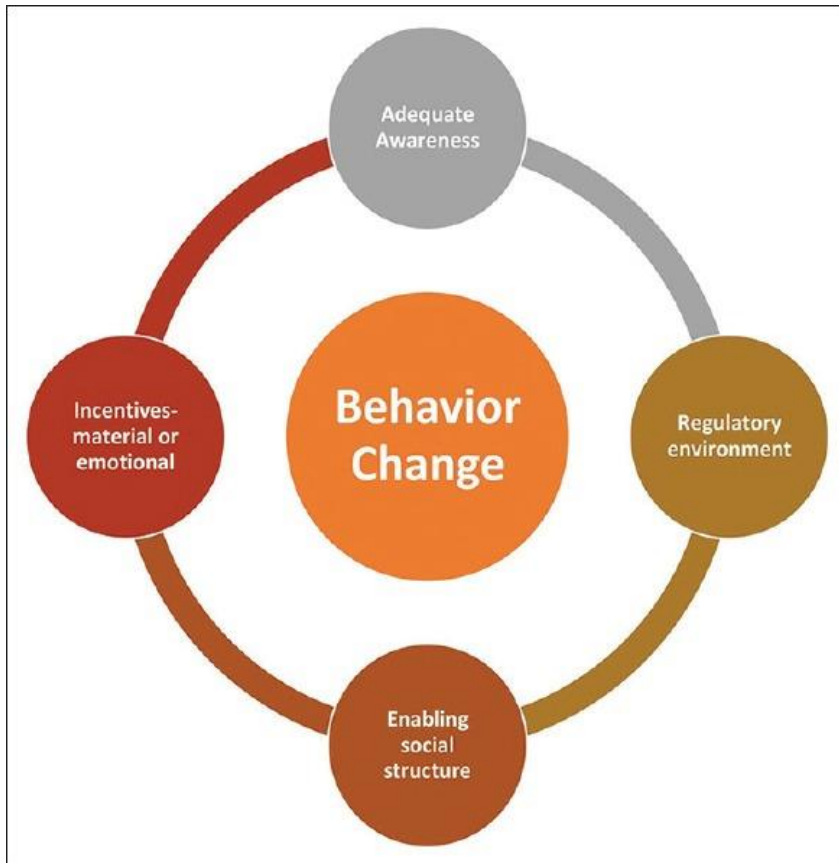 Adequate
Awareness
Incentives-
material or
emotional
Behavior
Change
Regulatory
environment
Enabling
social
structure